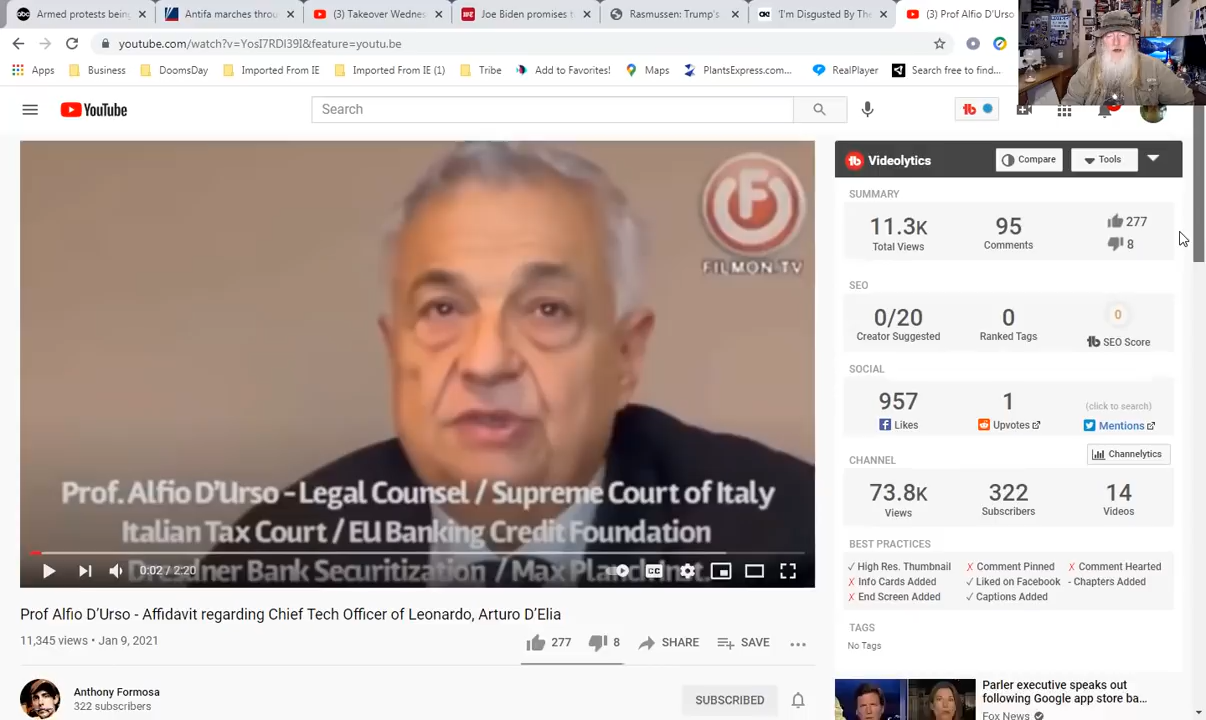 Armed protests being
Antifa marches throu
(3) Takeover Wednes
Joe Biden promises t
Rasmussen: Trump's
'I'm Disgusted By The
(3) Prof Alfio D'Urso
youtube.com/watch?v=YosI7RDl39I&feature=youtu.be
Apps
Business
DoomsDay
Imported From IE
Imported From IE (1)
Tribe
Add to Favorites!
Maps
PlantsExpress.com...
RealPlayer
Search free to find...
YouTube
Search
tb
tb Videolytics
Compare
Tools
SUMMARY
11.3K
95
277
Total Views
Comments
8
SEO
0/20
0
0
Creator Suggested
Ranked Tags
tb SEO Score
SOCIAL
957
1
(click to search)
Likes
Upvotes
Mentions
CHANNEL
Channelytics
73.8K
322
14
Views
Subscribers
Videos
BEST PRACTICES
✓ High Res. Thumbnail
✗ Comment Pinned
✗ Comment Hearted
✗ Info Cards Added
✓ Liked on Facebook
- Chapters Added
✗ End Screen Added
✓ Captions Added
TAGS
No Tags
F
FILMON.TV
Prof. Alfio D'Urso - Legal Counsel / Supreme Court of Italy
Italian Tax Court / EU Banking Credit Foundation
Bank Securitization / Max
0:02 / 2:20
CC
Prof Alfio D'Urso - Affidavit regarding Chief Tech Officer of Leonardo, Arturo D'Elia
11,345 views • Jan 9, 2021
277
8
SHARE
SAVE
Anthony Formosa
322 subscribers
SUBSCRIBED
Parler executive speaks out
following Google app store ba...
Fox News